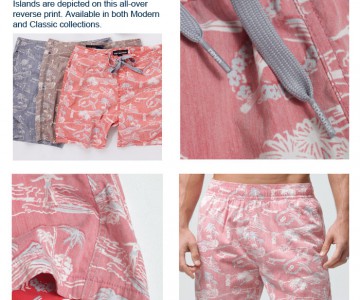 Islands are depicted on this all-over
reverse print. Available in both Modern
and Classic collections.